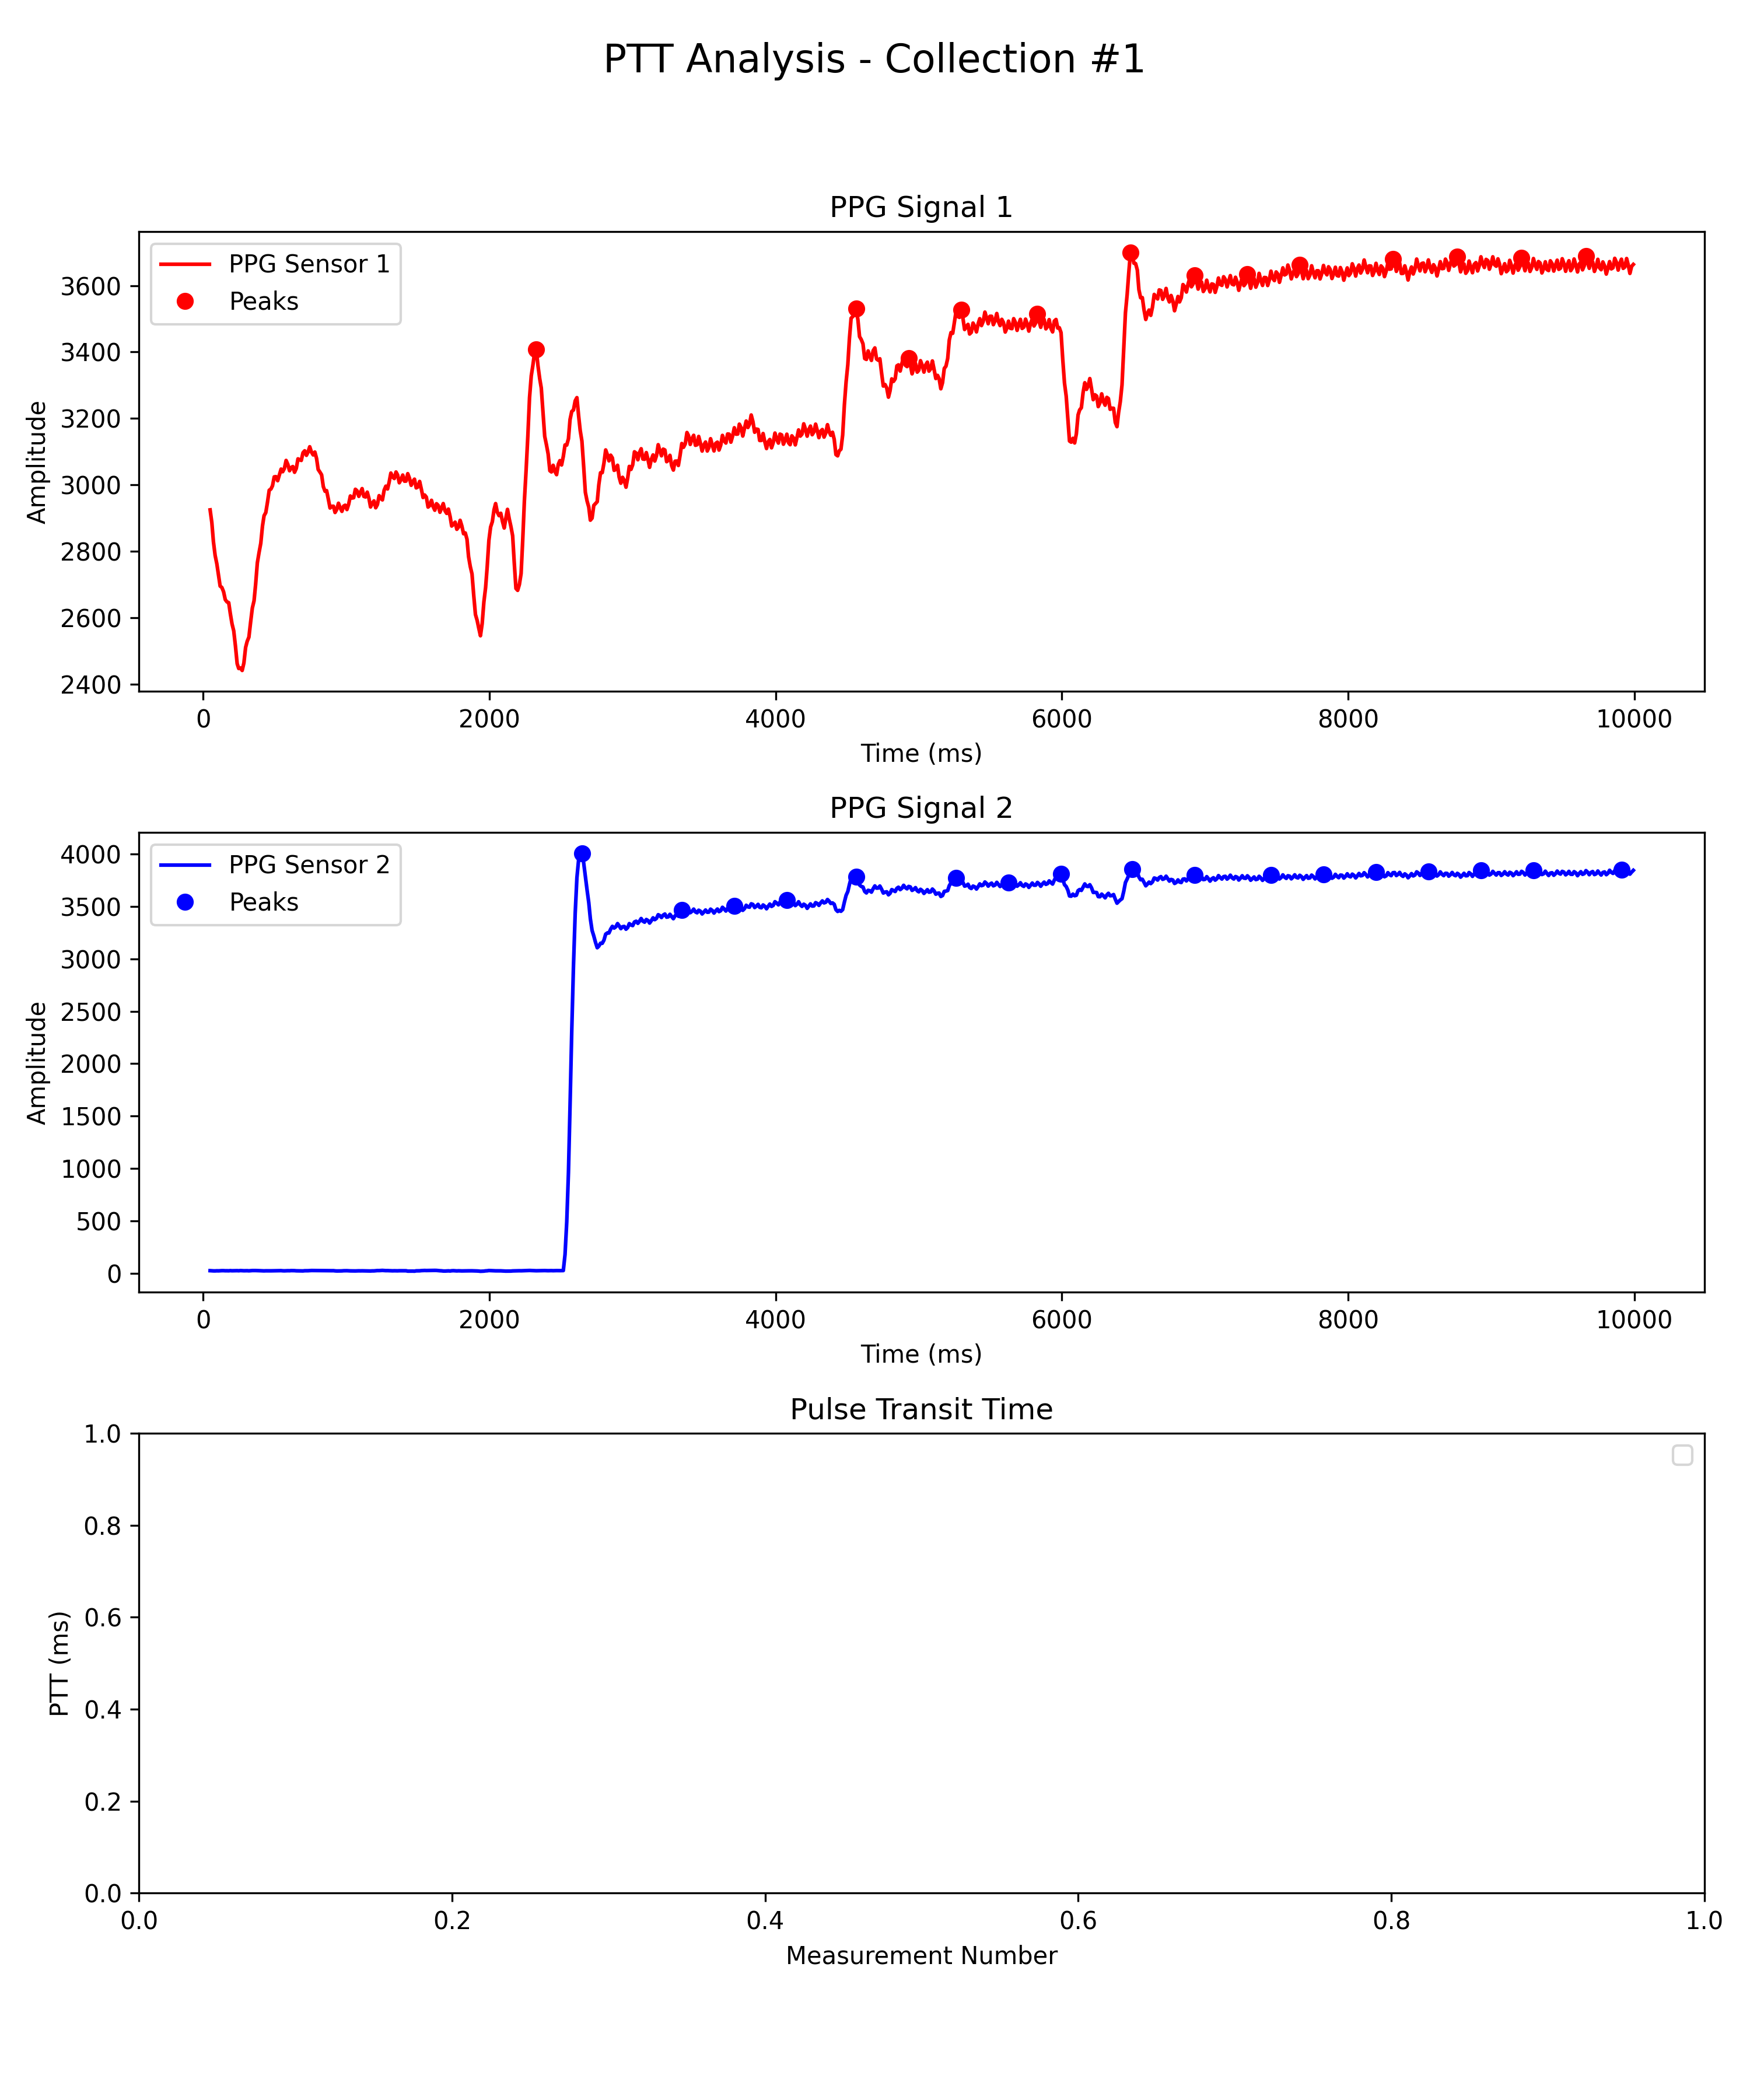 PTT Analysis - Collection #1
PPG Signal 1
PPG Sensor 1
Peaks
Amplitude
3600
3400
3200
3000
2800
2600
2400
0 2000 4000 6000 8000 10000
Time (ms)
PPG Signal 2
PPG Sensor 2
Peaks
Amplitude
4000
3500
3000
2500
2000
1500
1000
500
0
0 2000 4000 6000 8000 10000
Time (ms)
Pulse Transit Time
PTT (ms)
1.0
0.8
0.6
0.4
0.2
0.0
0.0 0.2 0.4 0.6 0.8 1.0
Measurement Number